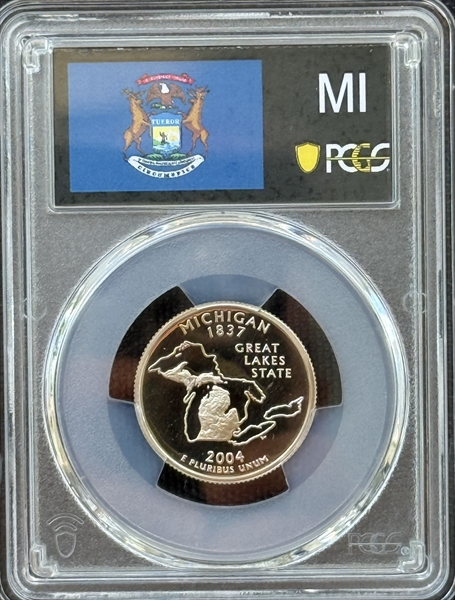 MI
TUEBOR
PCGS
MICHIGAN
1837
GREAT
LAKES
STATE
2004
E PLURIBUS UNUM
PCGS